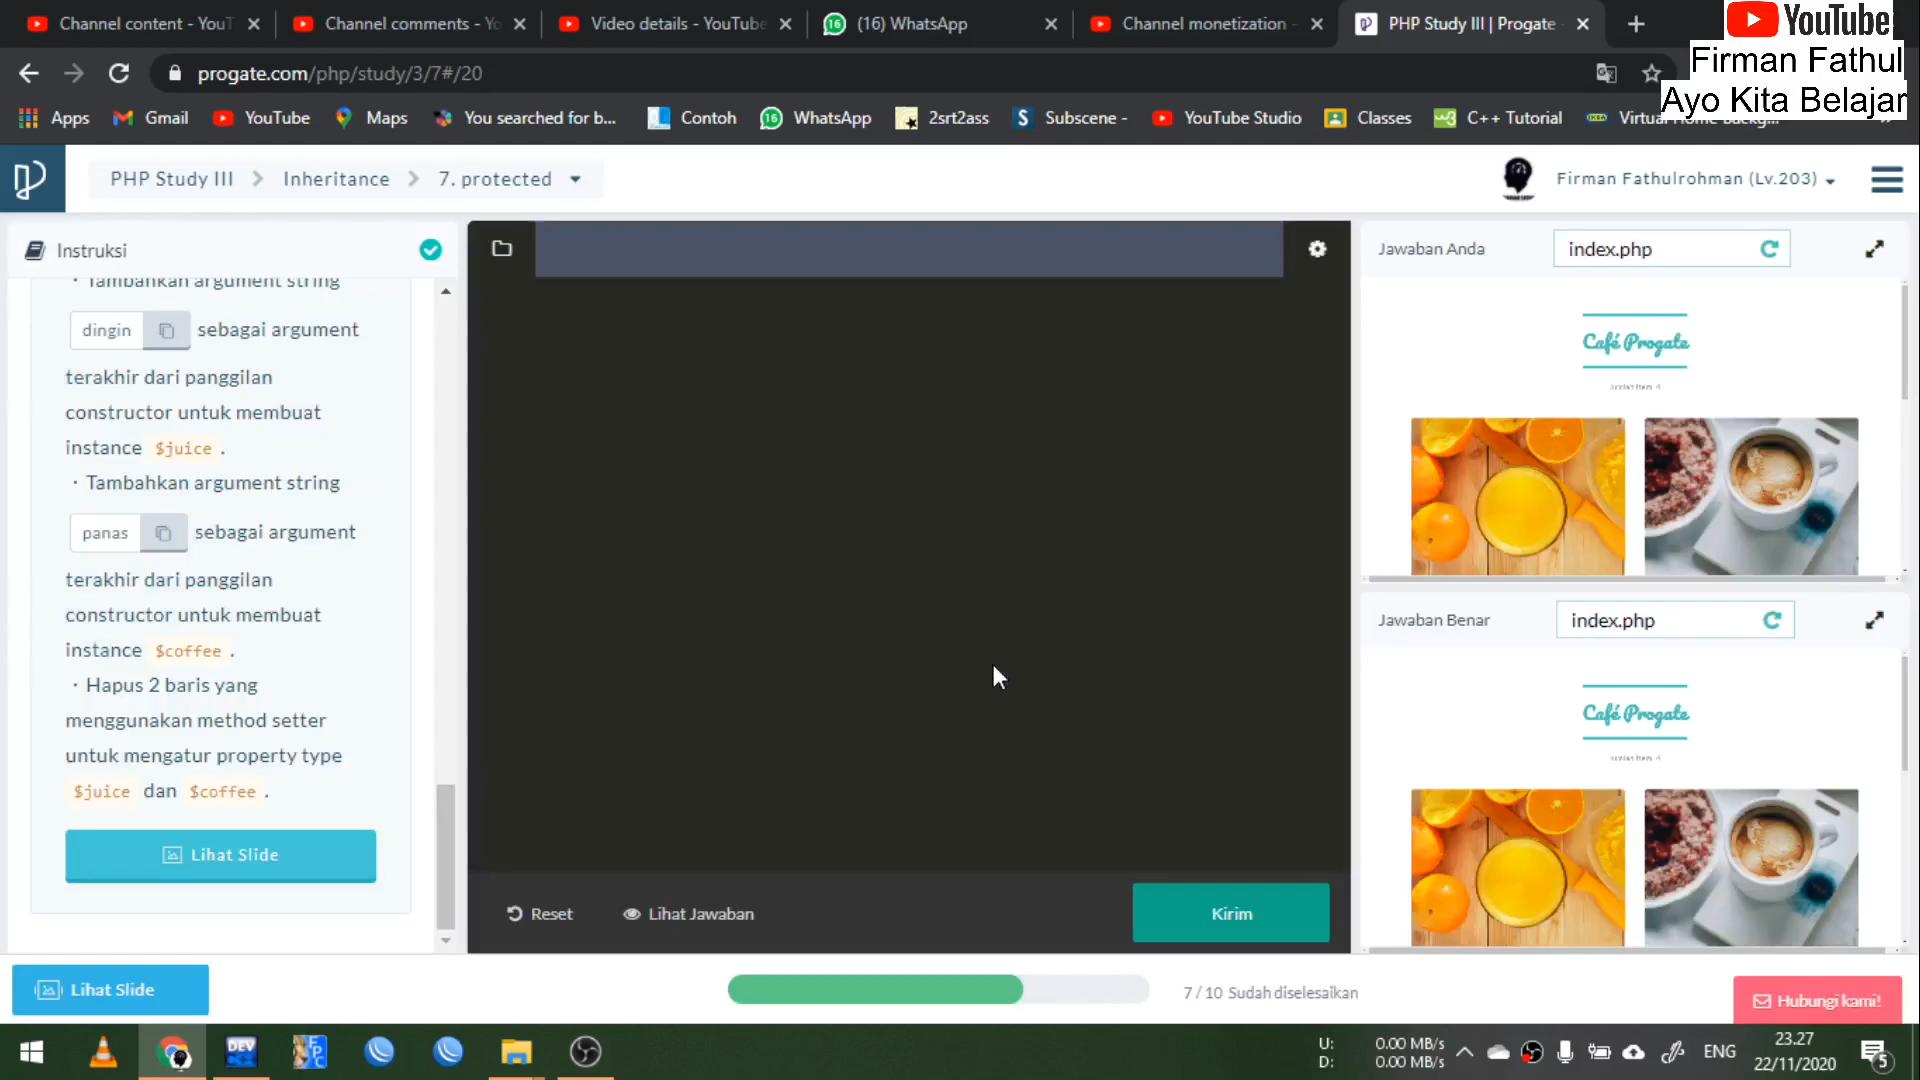 Channel content - YouT
Channel comments - Yo
Video details - YouTube
(16) WhatsApp
Channel monetization -
PHP Study III | Progate
YouTube
Firman Fathul
Ayo Kita Belajar
progate.com/php/study/3/7#/20
Apps
Gmail
YouTube
Maps
You searched for b...
Contoh
16
WhatsApp
2srt2ass
Subscene -
YouTube Studio
Classes
C++ Tutorial
PHP Study III
Inheritance
7. protected
Firman Fathulrohman (Lv.203)
Instruksi
· Tambahkan argument string
dingin sebagai argument
terakhir dari panggilan
constructor untuk membuat
instance $juice .
· Tambahkan argument string
panas sebagai argument
terakhir dari panggilan
constructor untuk membuat
instance $coffee .
· Hapus 2 baris yang
menggunakan method setter
untuk mengatur property type
$juice dan $coffee .
Lihat Slide
Reset
Lihat Jawaban
Kirim
Jawaban Anda
index.php
Café Progate
Jawaban Benar
index.php
Café Progate
Lihat Slide
7 / 10 Sudah diselesaikan
Hubungi kami!
DEV
U: 0.00 MB/s
D: 0.00 MB/s
ENG
23.27
22/11/2020
5